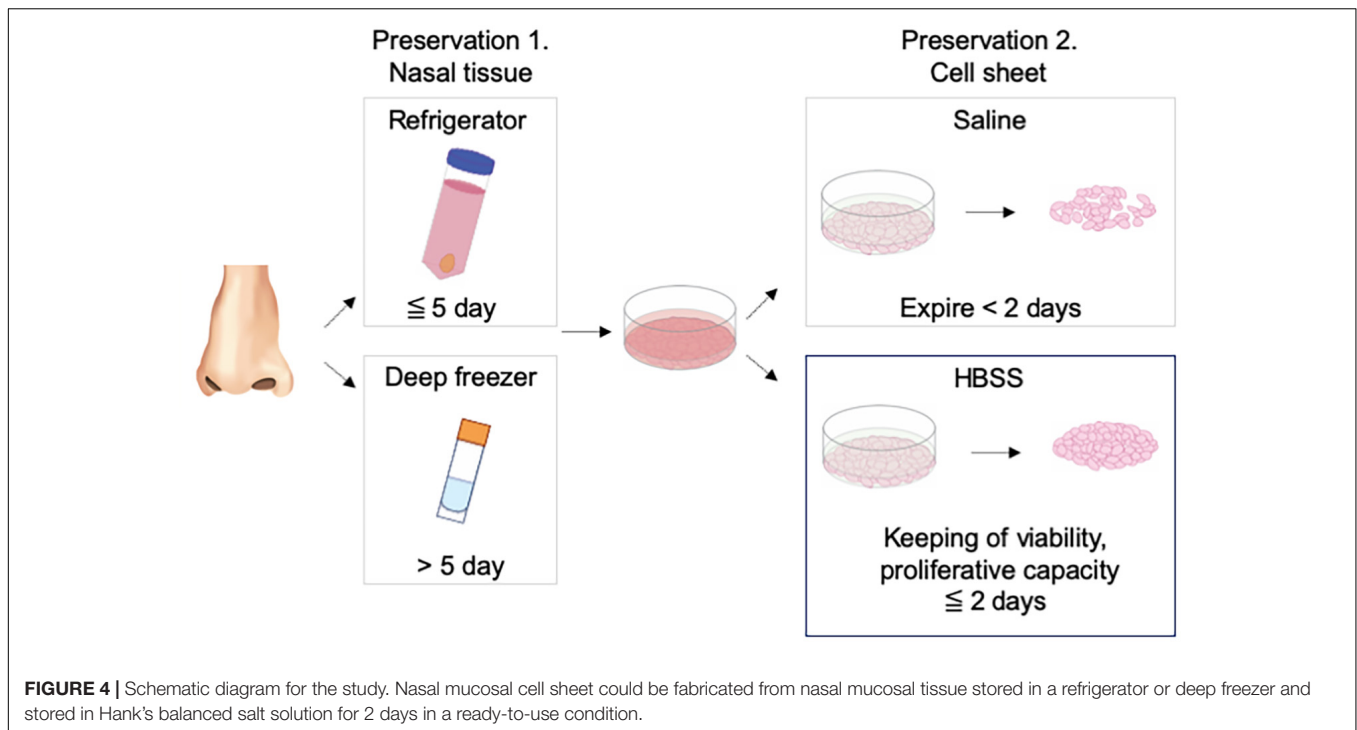 Preservation 1.
Nasal tissue
Refrigerator
≦ 5 day
Deep freezer
> 5 day
Preservation 2.
Cell sheet
Saline
Expire < 2 days
HBSS
Keeping of viability,
proliferative capacity
≦ 2 days
FIGURE 4 | Schematic diagram for the study. Nasal mucosal cell sheet could be fabricated from nasal mucosal tissue stored in a refrigerator or deep freezer and
stored in Hank's balanced salt solution for 2 days in a ready-to-use condition.